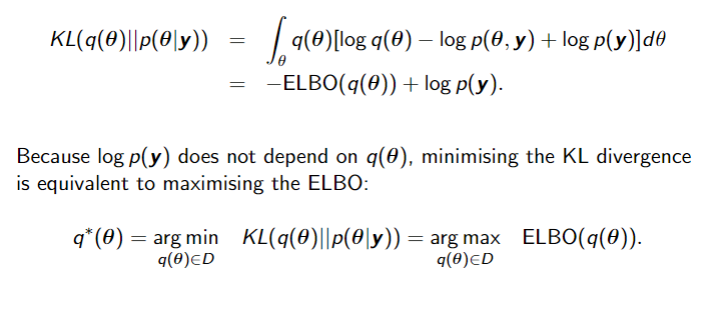 KL(q(θ)||p(θ|y)) = ∫_θ q(θ)[log q(θ) − log p(θ, y) + log p(y)]dθ
= −ELBO(q(θ)) + log p(y).
Because log p(y) does not depend on q(θ), minimising the KL divergence
is equivalent to maximising the ELBO:
q*(θ) = arg min_{q(θ)∈D} KL(q(θ)||p(θ|y)) = arg max_{q(θ)∈D} ELBO(q(θ)).